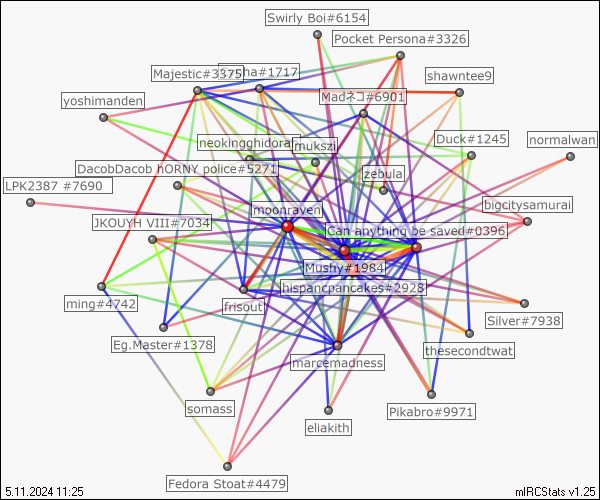 Swirly Boi#6154
Pocket Persona#3326
Majestic#3375
ha#1717
shawntee9
Madネコ#6901
yoshimanden
Duck#1245
neokingghidorah
mukszi
normalwan
DacobDacob hORNY police#5271
zebula
LPK2387 #7690
moonraven
bigcitysamurai
JKOUYH VIII#7034
Can anything be saved#0396
Mushy#1984
hispancpancakes#2928
ming#4742
frisout
Silver#7938
Eg.Master#1378
thesecondtwat
marcemadness
somass
Pikabro#9971
eliakith
Fedora Stoat#4479
5.11.2024 11:25
mIRCStats v1.25